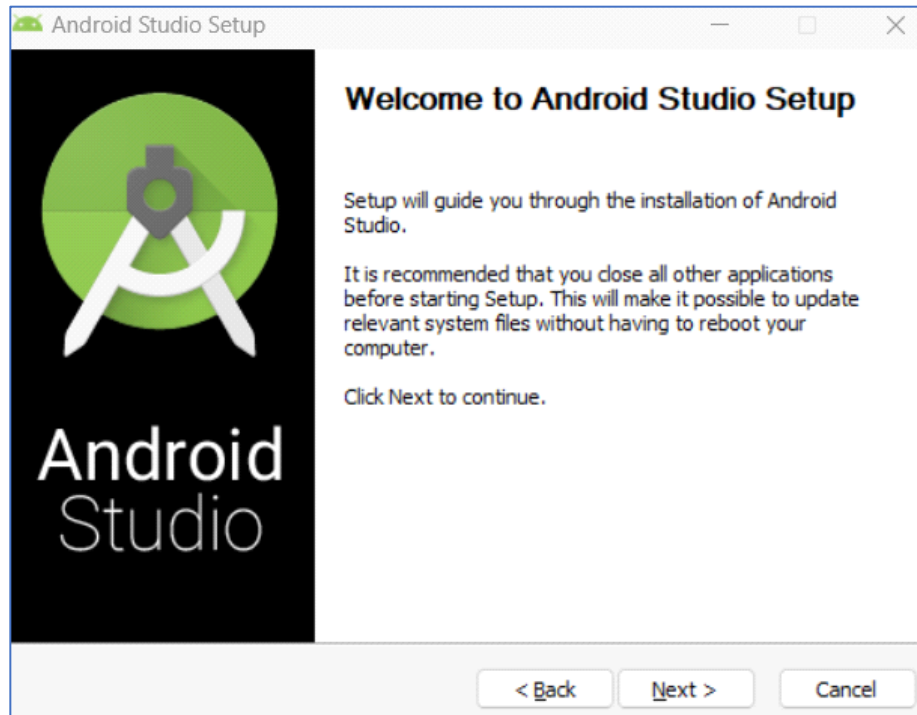 Android Studio Setup
Welcome to Android Studio Setup
Setup will guide you through the installation of Android
Studio.
It is recommended that you close all other applications
before starting Setup. This will make it possible to update
relevant system files without having to reboot your
computer.
Click Next to continue.
Android
Studio
< Back
Next >
Cancel